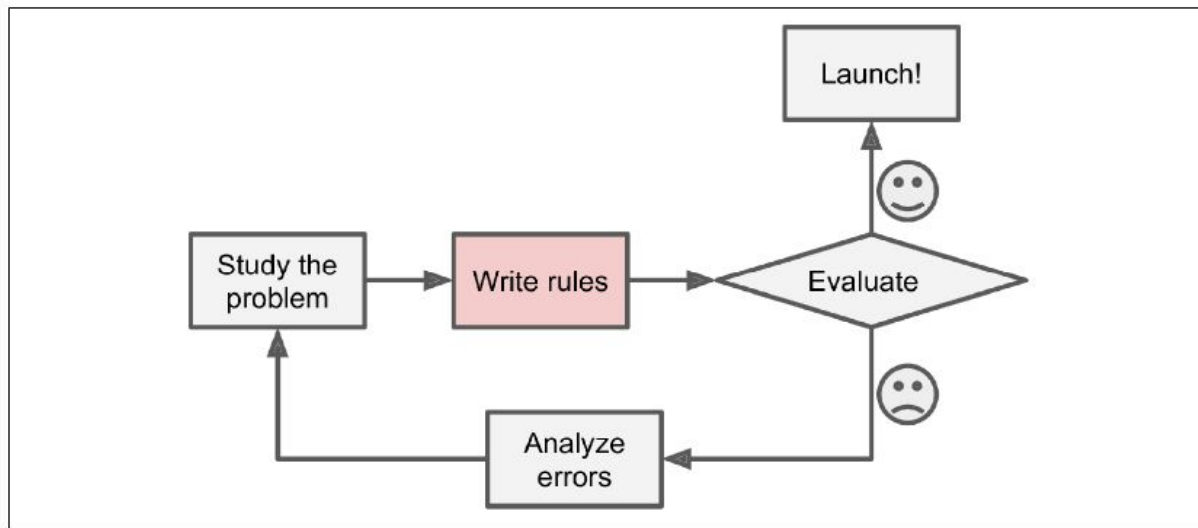 Launch!
Study the
problem
Write rules
Evaluate
Analyze
errors